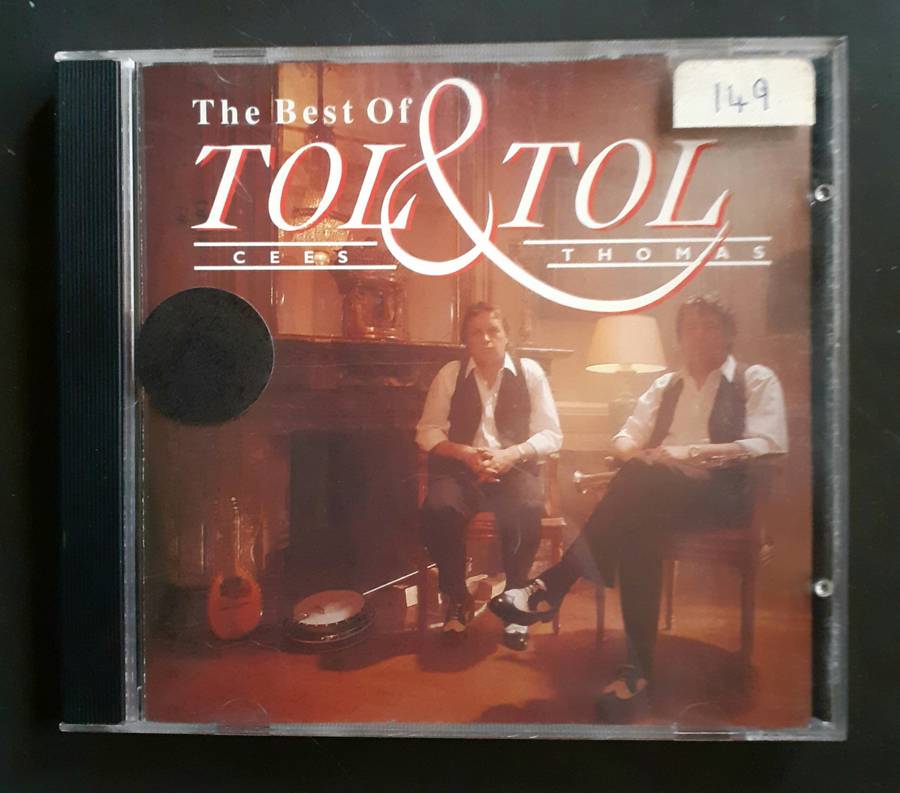 The Best Of
TOL & TOL
CEES THOMAS
149